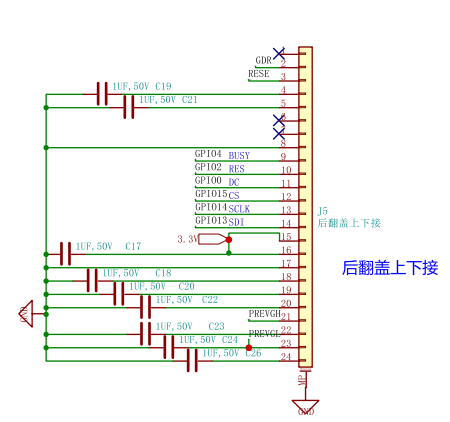 1
GDR 2
RESE 3
1UF,50V C19 4
1UF,50V C21 5
6
7
8
GPIO4 BUSY 9
GPIO2 RES 10
GPIO0 DC 11
GPIO15 CS 12
GPIO14 SCLK 13
GPIO13 SDI 14
J5
后翻盖上下接
3.3V 15
1UF,50V C17 16
17
后翻盖上下接
1UF,50V C18 18
1UF,50V C20 19
1UF,50V C22 20
GND
PREVGH 21
1UF,50V C23 22
PREVGL
1UF,50V C24 23
1UF,50V C26 24
MP
GND